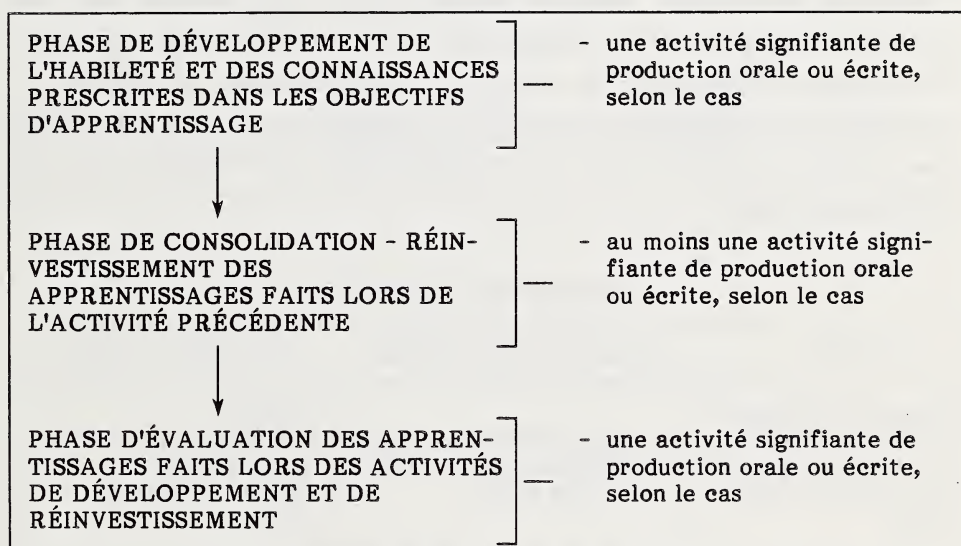 PHASE DE DÉVELOPPEMENT DE
L'HABILETÉ ET DES CONNAISSANCES
PRESCRITES DANS LES OBJECTIFS
D'APPRENTISSAGE
- une activité signifiante de
production orale ou écrite,
selon le cas
PHASE DE CONSOLIDATION - RÉIN-
VESTISSEMENT DES
APPRENTISSAGES FAITS LORS DE
L'ACTIVITÉ PRÉCÉDENTE
- au moins une activité signi-
fiante de production orale
ou écrite, selon le cas
PHASE D'ÉVALUATION DES APPREN-
TISSAGES FAITS LORS DES ACTIVITÉS
DE DÉVELOPPEMENT ET DE
RÉINVESTISSEMENT
- une activité signifiante de
production orale ou écrite,
selon le cas